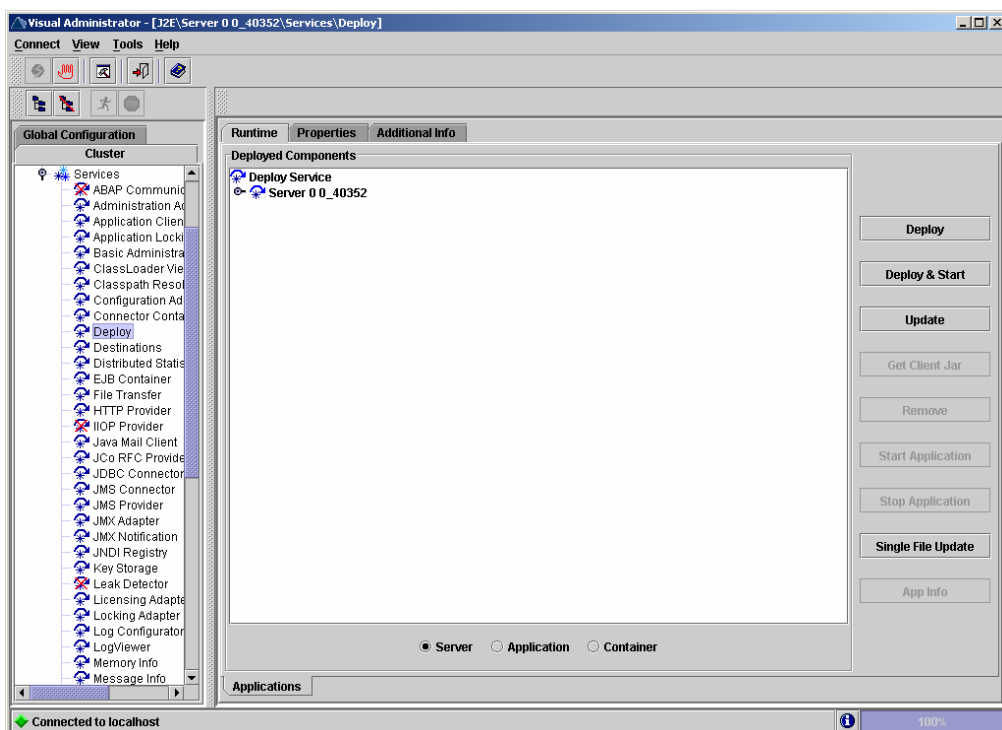 Visual Administrator - [J2E\Server 0 0_40352\Services\Deploy]
Connect View Tools Help
Global Configuration
Cluster
Services
ABAP Communic
Administration Ad
Application Clien
Application Locki
Basic Administra
ClassLoader Vie
Classpath Resol
Configuration Ad
Connector Conta
Deploy
Destinations
Distributed Statis
EJB Container
File Transfer
HTTP Provider
IIOP Provider
Java Mail Client
JCo RFC Provide
JDBC Connector
JMS Connector
JMS Provider
JMX Adapter
JMX Notification
JNDI Registry
Key Storage
Leak Detector
Licensing Adapte
Locking Adapter
Log Configurator
LogViewer
Memory Info
Message Info
Runtime Properties Additional Info
Deployed Components
Deploy Service
Server 0 0_40352
Deploy
Deploy & Start
Update
Get Client Jar
Remove
Start Application
Stop Application
Single File Update
App Info
Server Application Container
Applications
Connected to localhost
100%